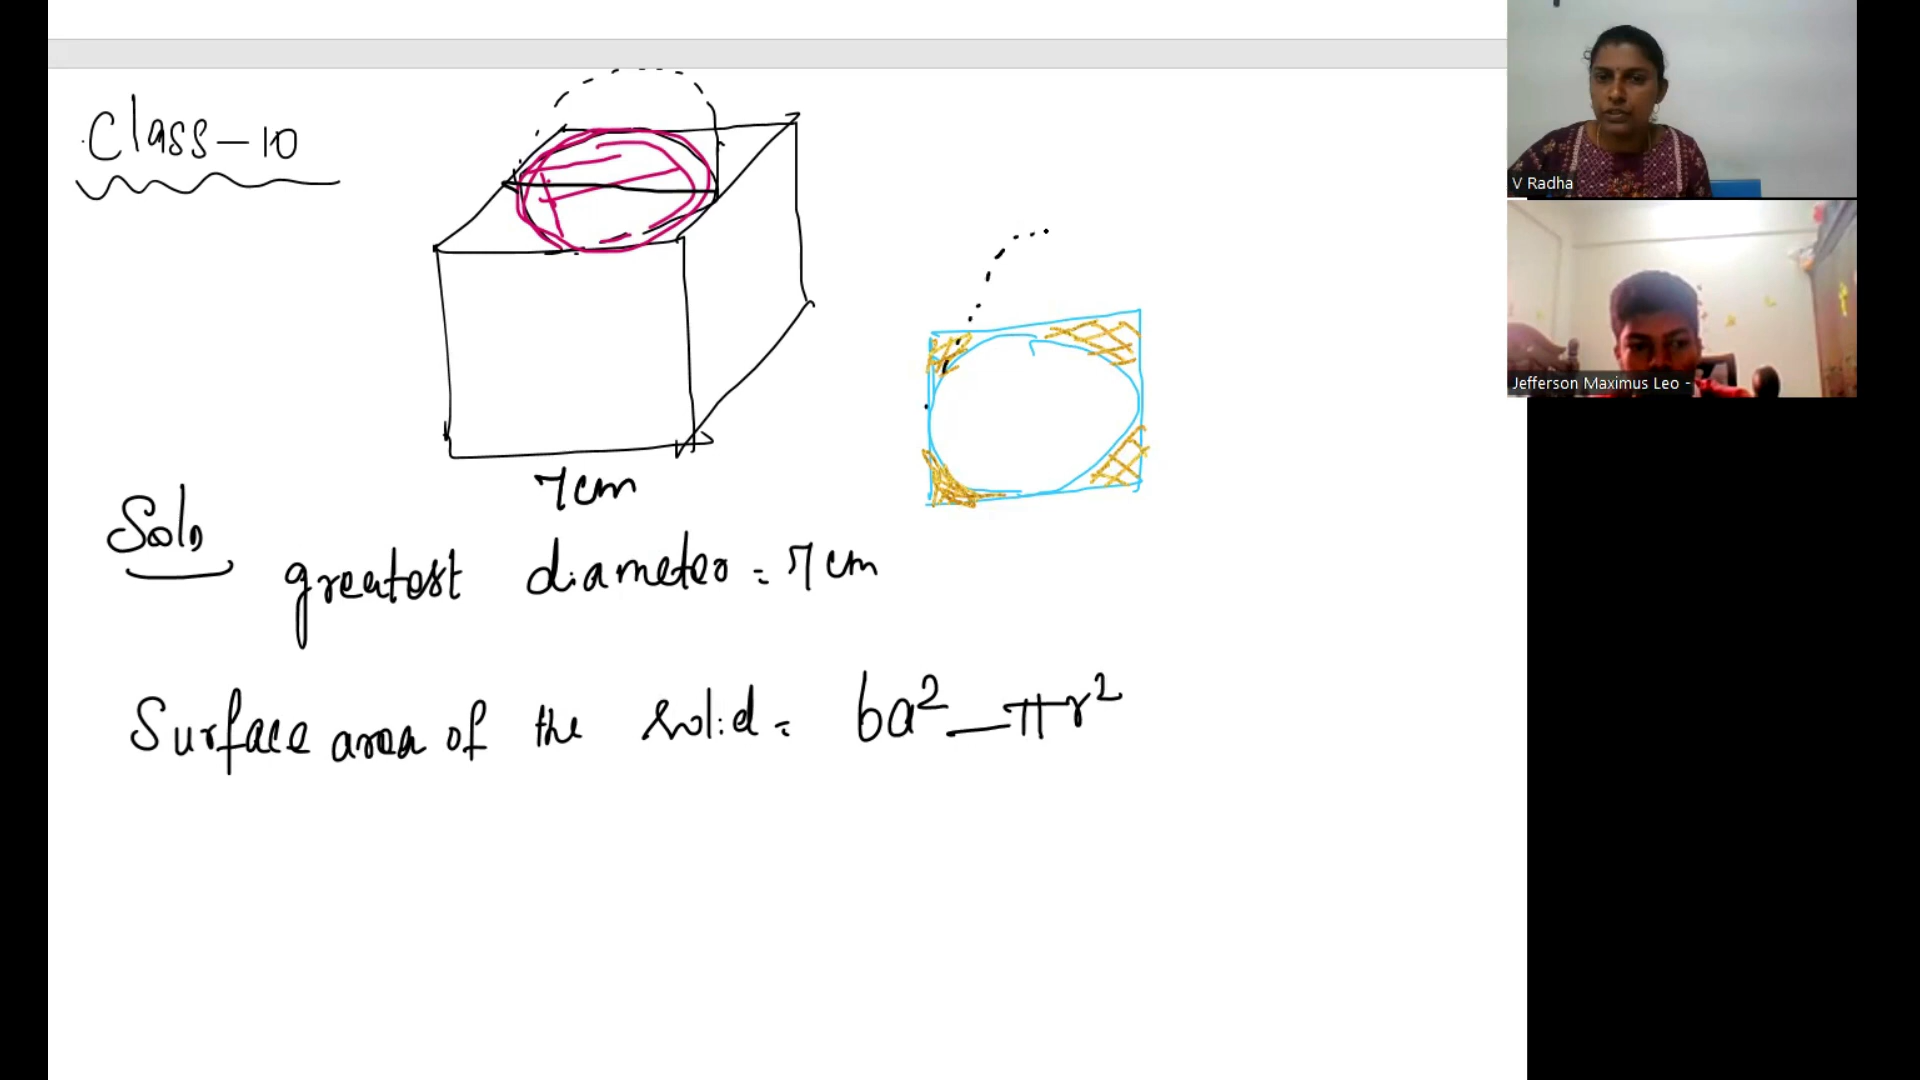 Class-10
7cm
Soln
greatest diameter = 7cm
Surface area of the solid = 6a² - πr²
V Radha
Jefferson Maximus Leo -